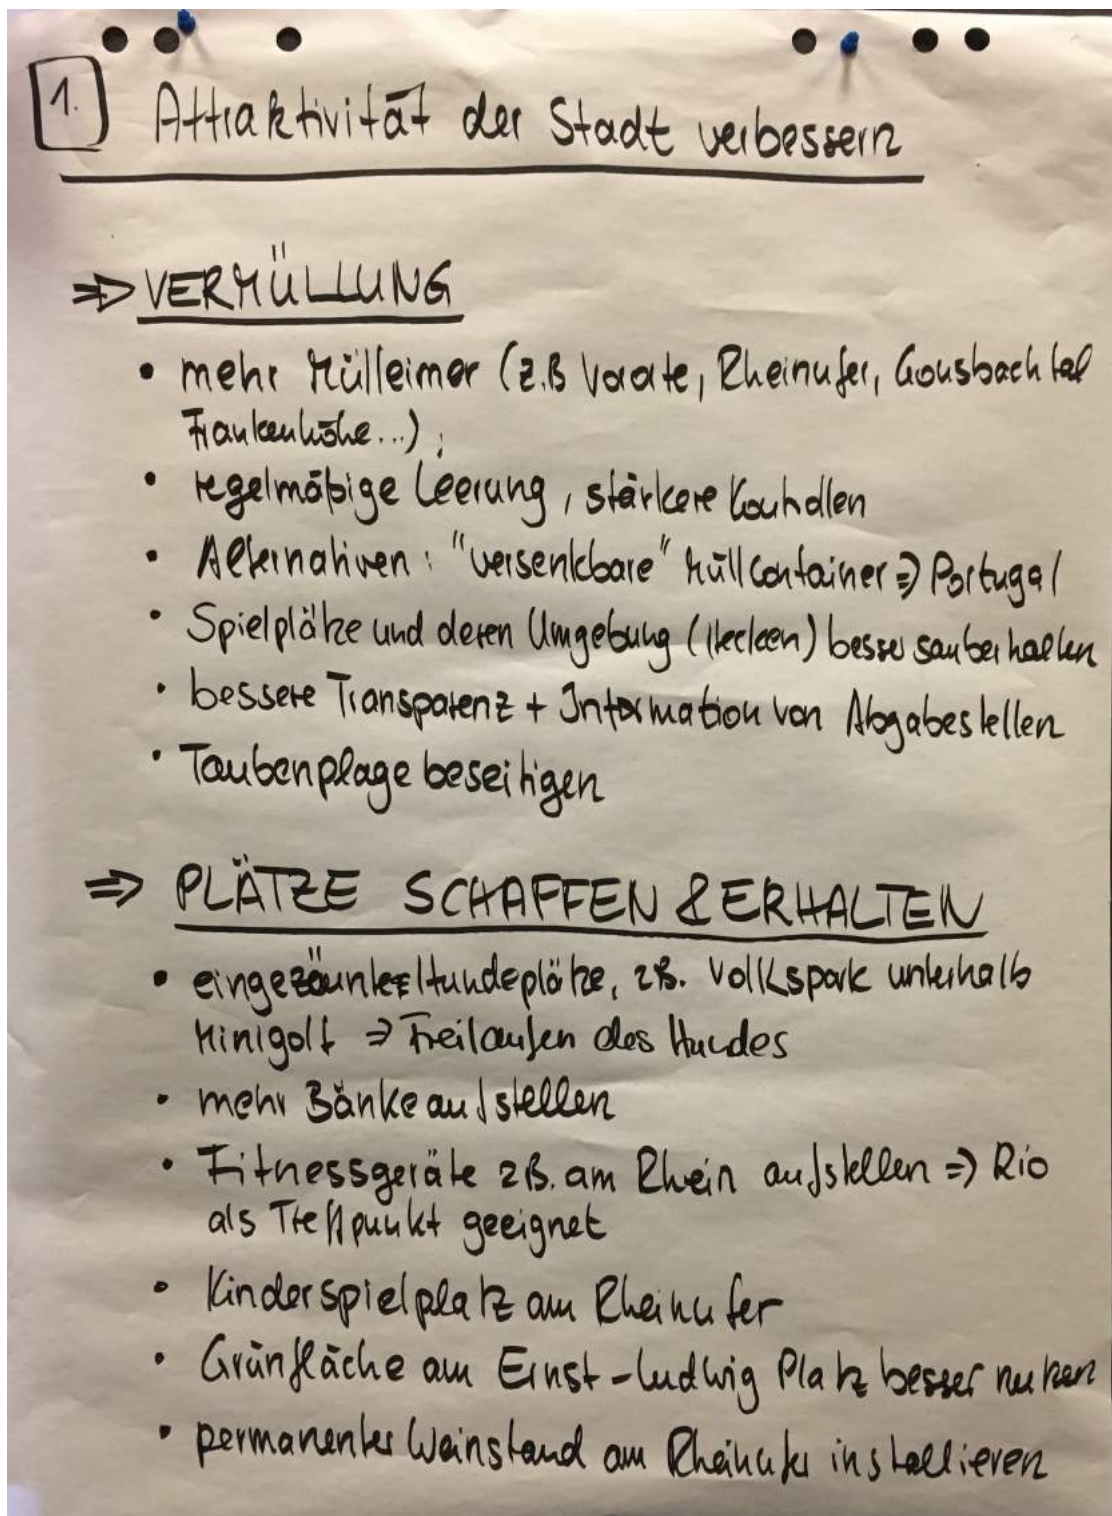 1. Attraktivität der Stadt verbessern
⇒ VERMÜLLUNG
• mehr Mülleimer (z.B Rheinufer, Gonsbachtal
Frankenhöhe...)
• regelmäßige Leerung, stärkere Kontrollen
• Alternativen: "versenkbare" Müllcontainer ⇒ Portugal
• Spielplätze und deren Umgebung (Hecken) besser sauber halten
• bessere Transparenz + Information von Abgabestellen
• Taubenplage beseitigen
⇒ PLÄTZE SCHAFFEN & ERHALTEN
• eingezäunte Hundeplätze, z.B. Volkspark unterhalb
Minigolf ⇒ Freilaufen des Hundes
• mehr Bänke aufstellen
• Fitnessgeräte z.B. am Rhein aufstellen ⇒ Rio
als Treffpunkt geeignet
• Kinderspielplatz am Rheinufer
• Grünfläche am Ernst-Ludwig Platz besser nutzen
• permanenter Weinstand am Rheinufer installieren